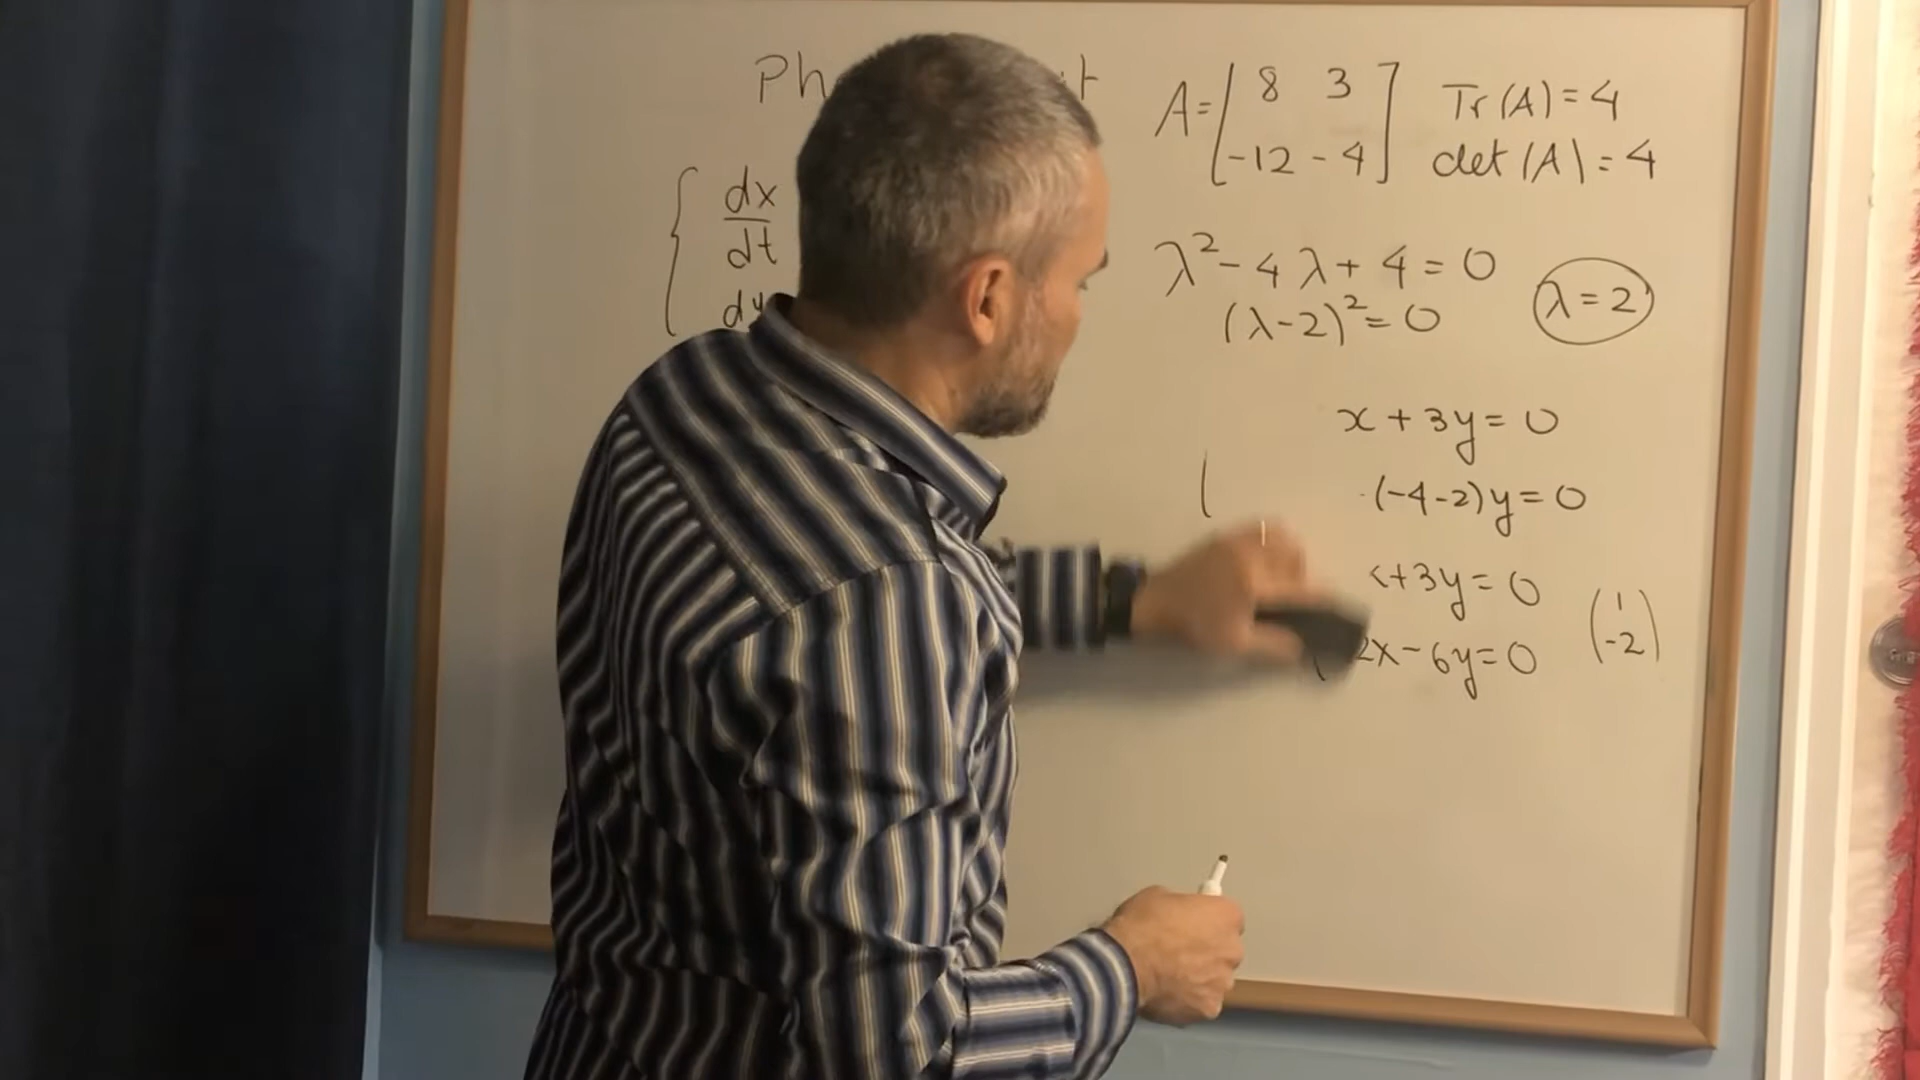 A = [ 8 3
-12 -4 ]
Tr(A) = 4
det(A) = 4
dx
dt
dy
λ² - 4λ + 4 = 0
(λ-2)² = 0
λ = 2
x + 3y = 0
(-4-2)y = 0
x+3y = 0
2x - 6y = 0
( 1
-2 )